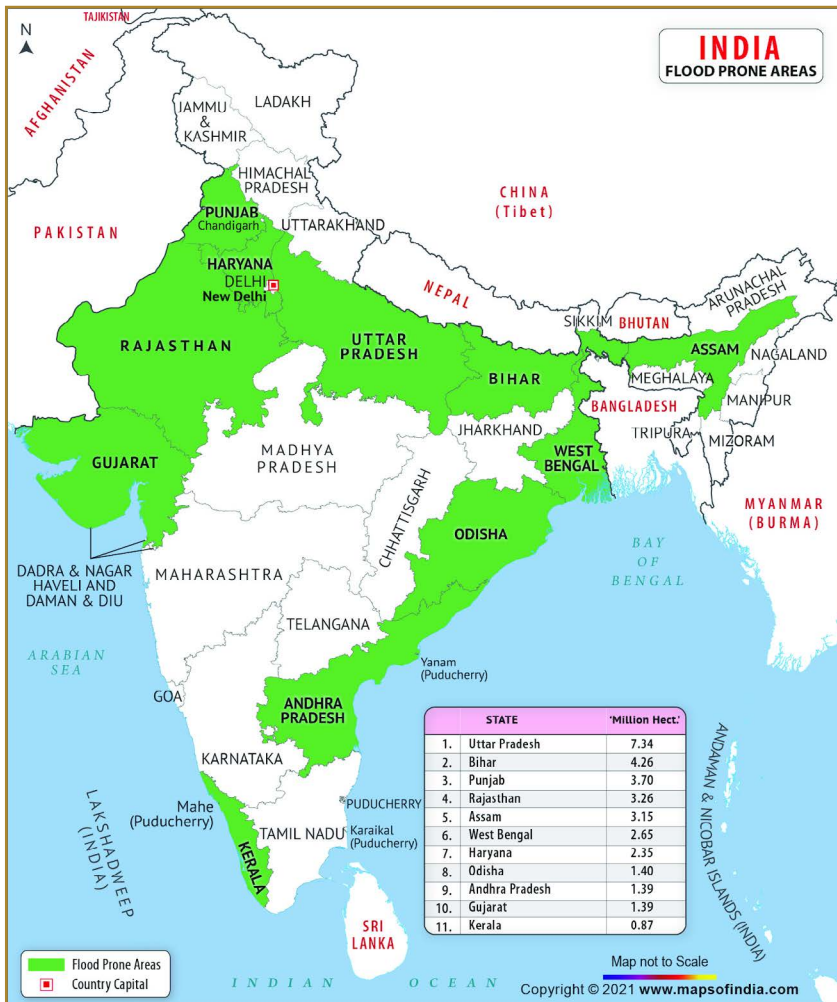 TAJIKISTAN
N
INDIA
FLOOD PRONE AREAS
AFGHANISTAN
LADAKH
JAMMU
&
KASHMIR
HIMACHAL
PRADESH
CHINA
(Tibet)
PUNJAB
Chandigarh
UTTARAKHAND
PAKISTAN
HARYANA
DELHI
New Delhi
NEPAL
ARUNACHAL
PRADESH
SIKKIM
BHUTAN
RAJASTHAN
UTTAR
PRADESH
ASSAM
NAGALAND
BIHAR
MEGHALAYA
MANIPUR
BANGLADESH
JHARKHAND
TRIPURA
MIZORAM
MADHYA
PRADESH
GUJARAT
WEST
BENGAL
CHHATTISGARH
MYANMAR
(BURMA)
ODISHA
BAY
OF
BENGAL
DADRA & NAGAR
HAVELI AND
DAMAN & DIU
MAHARASHTRA
TELANGANA
ARABIAN
SEA
Yanam
(Puducherry)
GOA
ANDHRA
PRADESH
KARNATAKA
STATE 'Million Hect.'
1. Uttar Pradesh 7.34
2. Bihar 4.26
3. Punjab 3.70
4. Rajasthan 3.26
5. Assam 3.15
6. West Bengal 2.65
7. Haryana 2.35
8. Odisha 1.40
9. Andhra Pradesh 1.39
10. Gujarat 1.39
11. Kerala 0.87
ANDAMAN & NICOBAR ISLANDS (INDIA)
LAKSHADWEEP
(INDIA)
Mahe
(Puducherry)
PUDUCHERRY
TAMIL NADU
Karaikal
(Puducherry)
KERALA
SRI
LANKA
Flood Prone Areas
Country Capital
INDIAN OCEAN
Map not to Scale
Copyright © 2021 www.mapsofindia.com